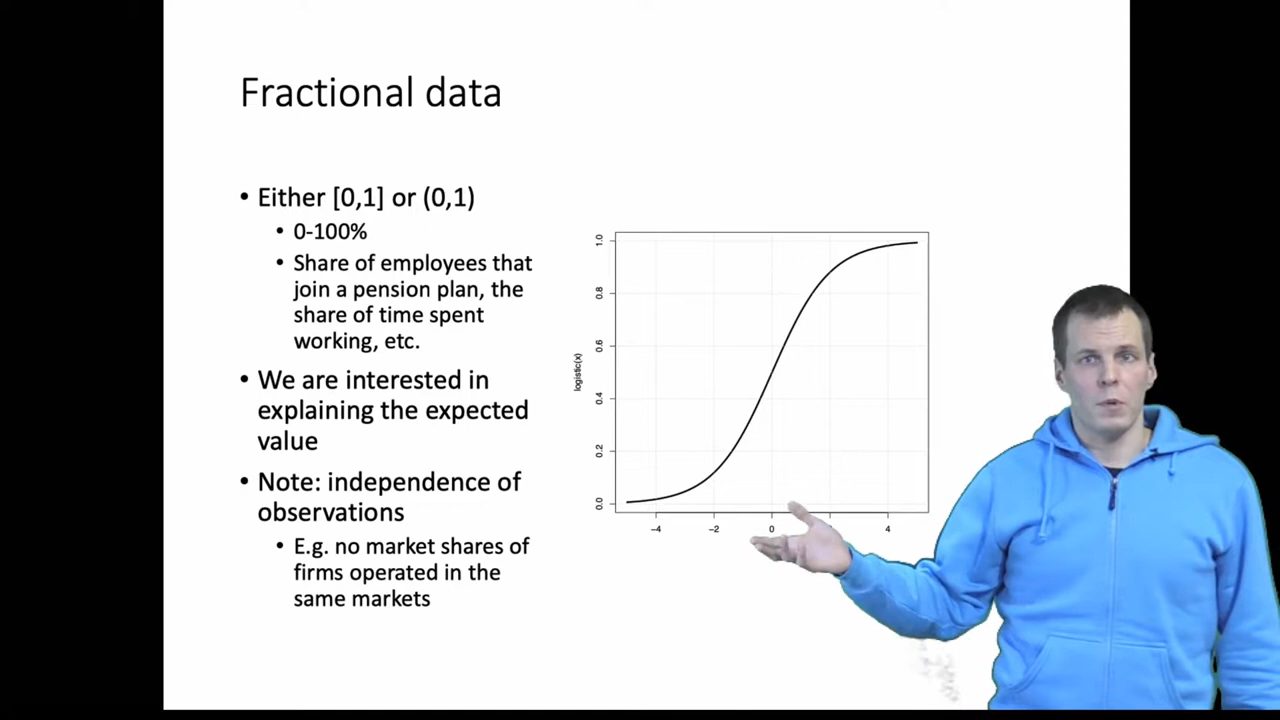 Fractional data
• Either [0,1] or (0,1)
• 0-100%
• Share of employees that
join a pension plan, the
share of time spent
working, etc.
• We are interested in
explaining the expected
value
• Note: independence of
observations
• E.g. no market shares of
firms operated in the
same markets
1.0
0.8
0.6
0.4
0.2
0.0
logistic(x)
−4
−2
0
4